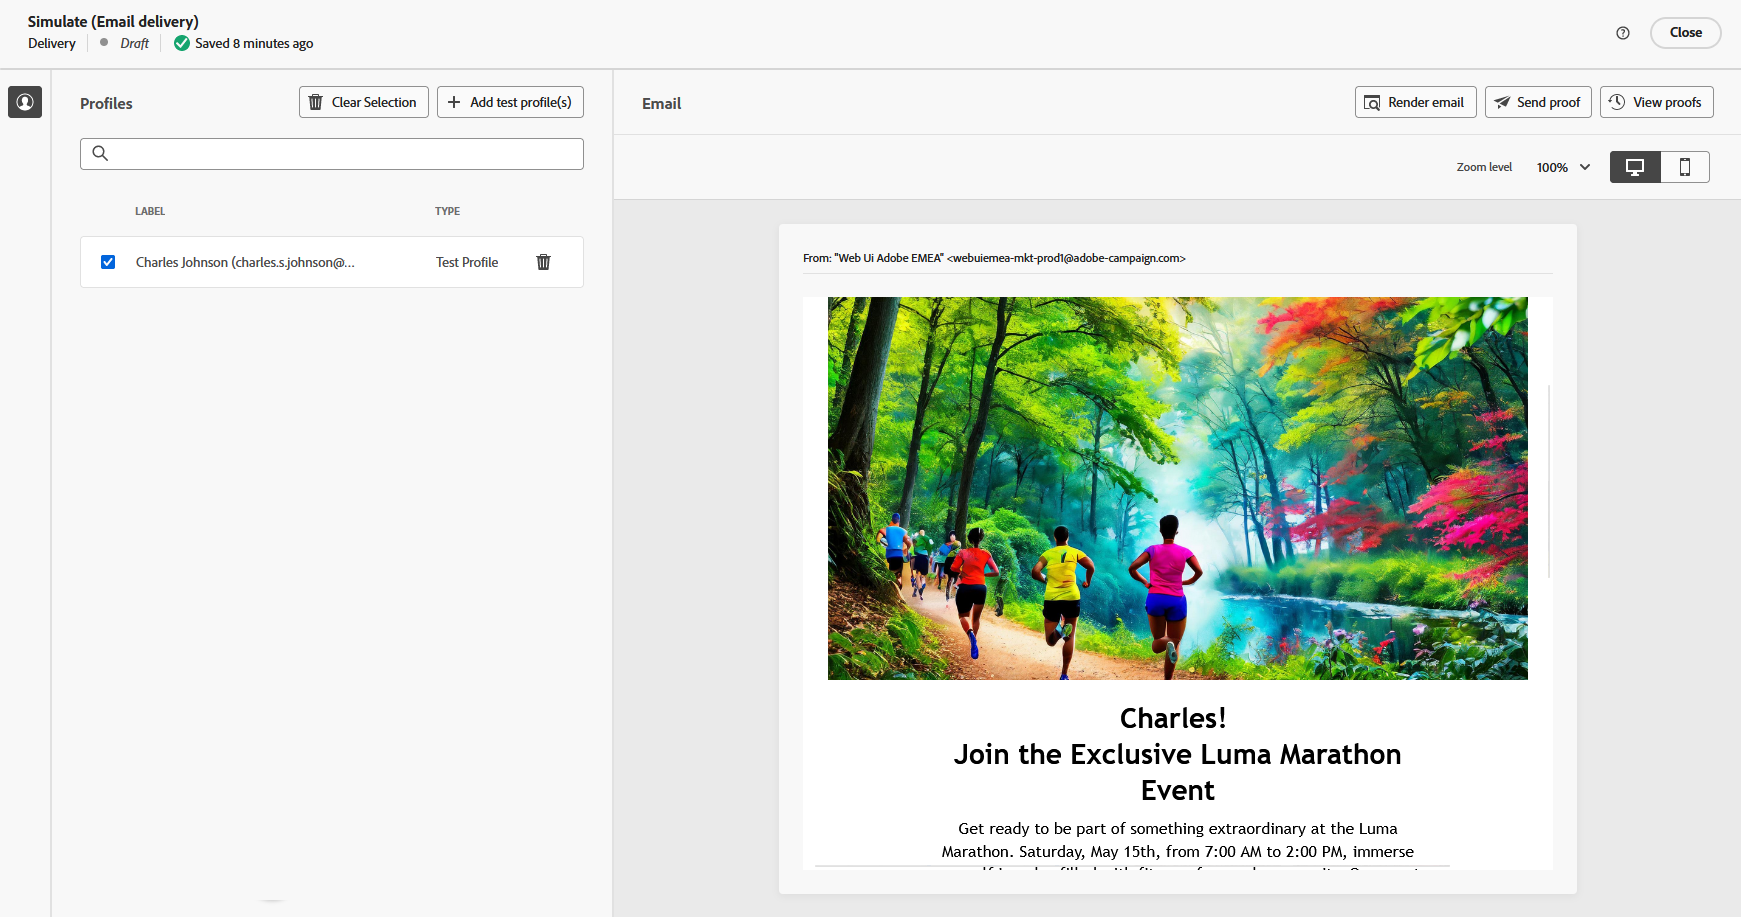 Simulate (Email delivery)
Delivery
Draft
Saved 8 minutes ago
Close
Profiles
Clear Selection
Add test profile(s)
LABEL
TYPE
Charles Johnson (charles.s.johnson@...
Test Profile
Email
Render email
Send proof
View proofs
Zoom level
100%
From: "Web Ui Adobe EMEA" <webuiemea-mkt-prod1@adobe-campaign.com>
Charles!
Join the Exclusive Luma Marathon
Event
Get ready to be part of something extraordinary at the Luma
Marathon. Saturday, May 15th, from 7:00 AM to 2:00 PM, immerse